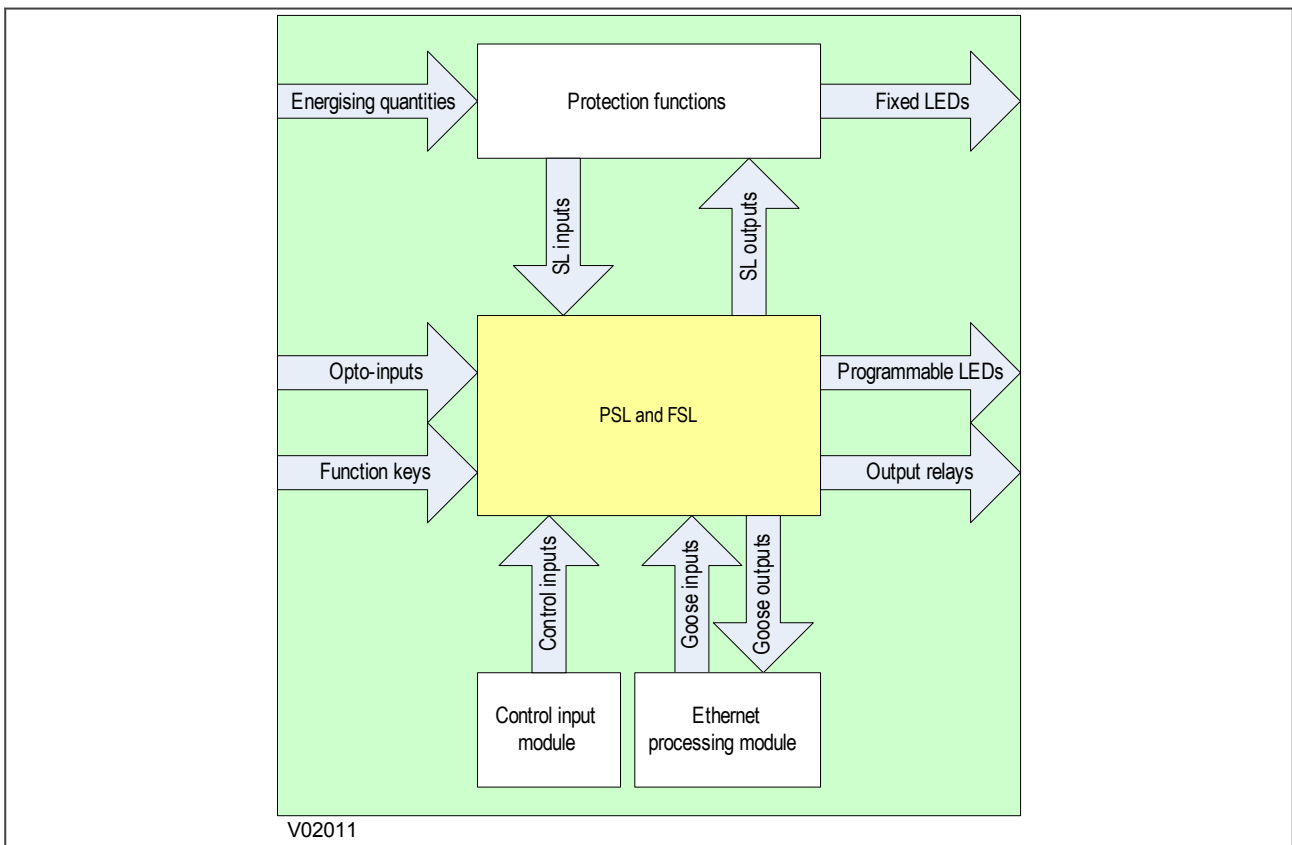 Energising quantities
Protection functions
Fixed LEDs
SL inputs
SL outputs
Opto-inputs
PSL and FSL
Programmable LEDs
Function keys
Output relays
Control inputs
Goose inputs
Goose outputs
Control input
module
Ethernet
processing module
V02011